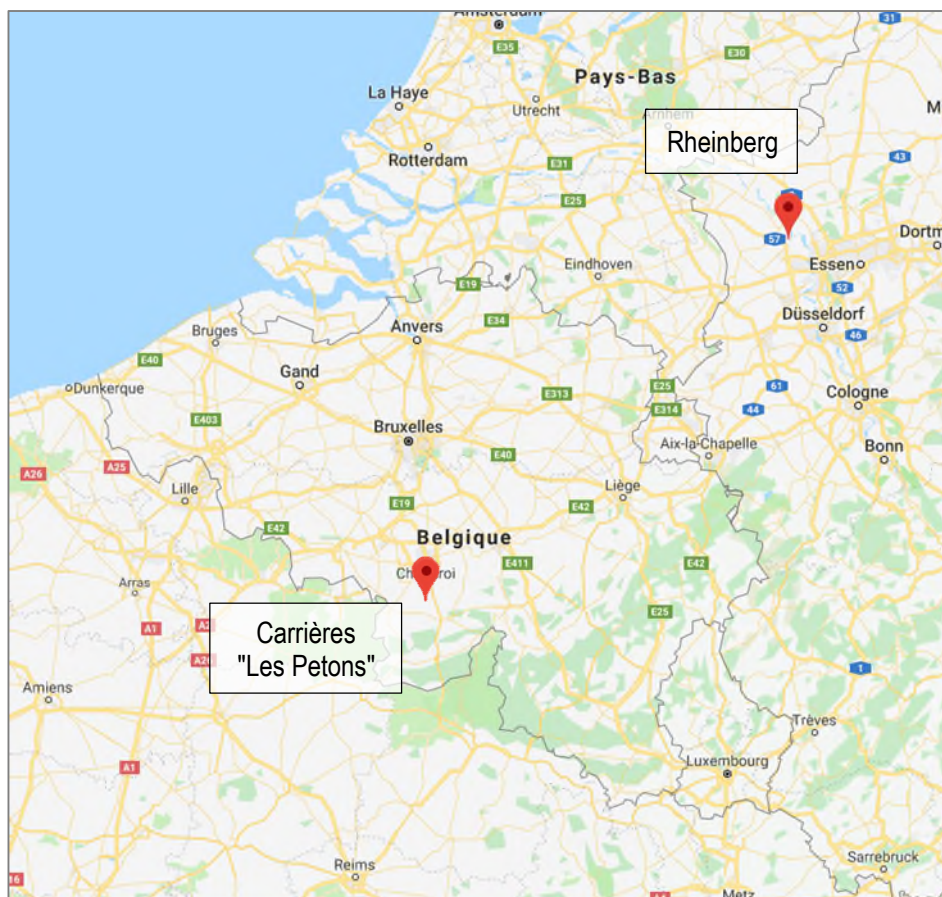 Amsterdam
31
E35
E30
Pays-Bas
La Haye
Utrecht
Arnhem
M
Rheinberg
Rotterdam
E31
43
E25
57
Dortm
Essen
Eindhoven
E19
52
E34
Düsseldorf
Bruges
Anvers
46
E40
Gand
E25
61
Dunkerque
E313
Cologne
E403
E314
44
Bruxelles
Aix-la-Chapelle
Bonn
E40
A26
A25
Lille
E19
Liège
E42
E42
Belgique
E411
E42
Arras
Carrières
"Les Petons"
E25
A1
1
Amiens
Trèves
Luxembourg
A1
Reims
Sarrebruck
16
Metz